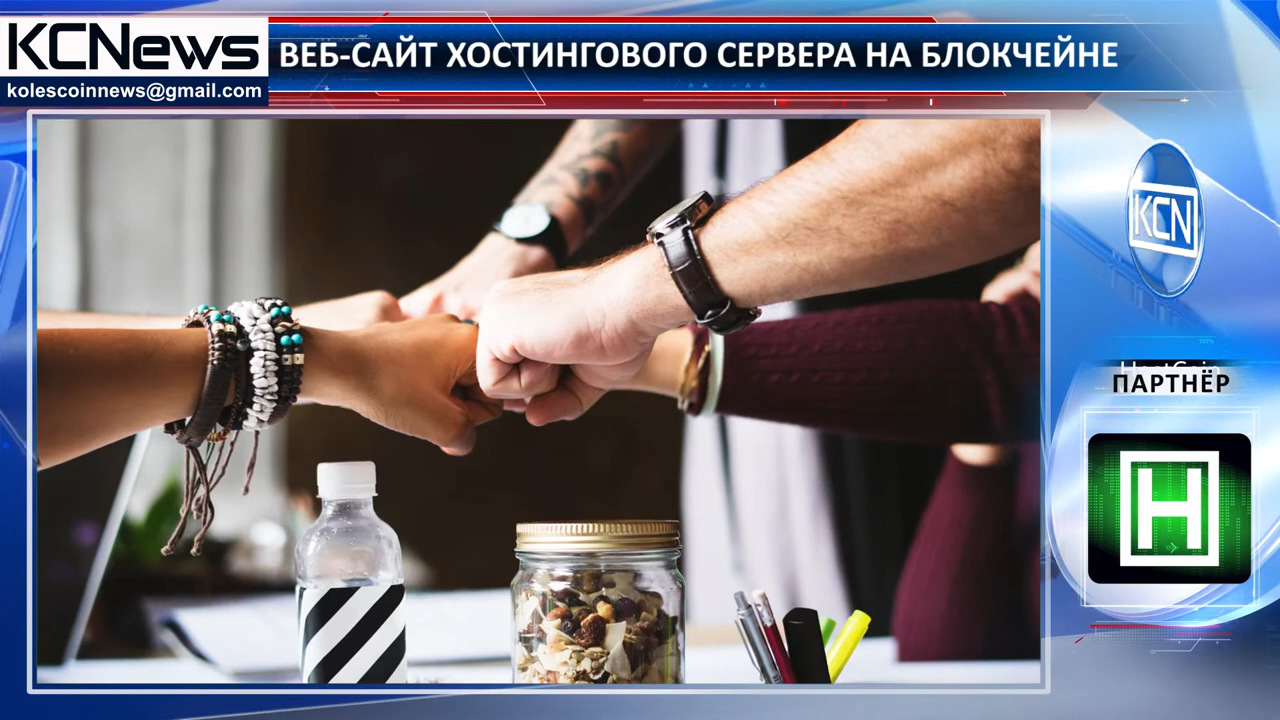 KCNews
kolescoinnews@gmail.com
ВЕБ-САЙТ ХОСТИНГОВОГО СЕРВЕРА НА БЛОКЧЕЙНЕ
KCN
ПАРТНЁР
H